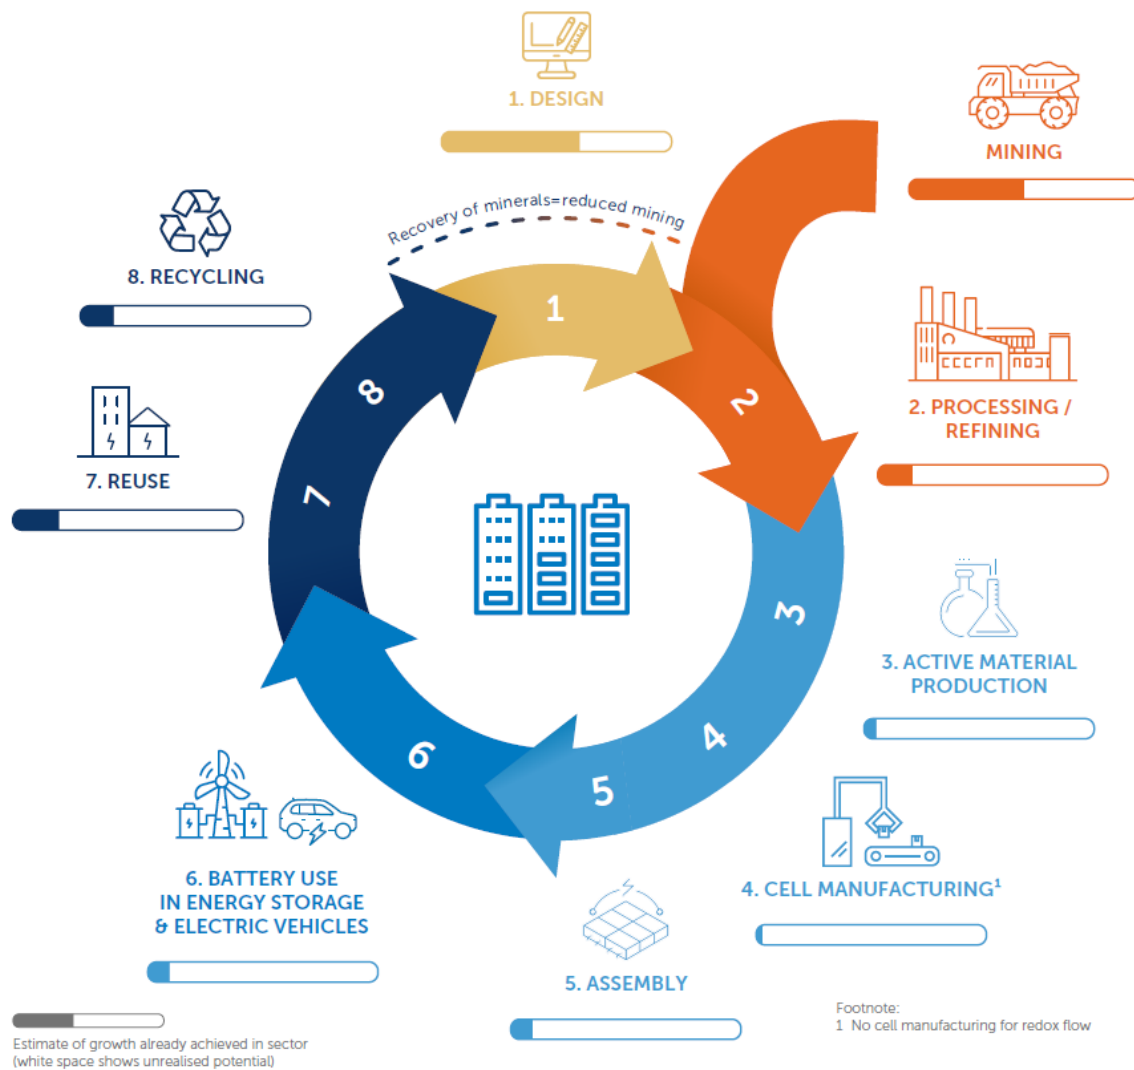 1. DESIGN
MINING
Recovery of minerals=reduced mining
8. RECYCLING
1
2
2. PROCESSING /
REFINING
8
7. REUSE
7
3
3. ACTIVE MATERIAL
PRODUCTION
4
6
5
6. BATTERY USE
IN ENERGY STORAGE
& ELECTRIC VEHICLES
4. CELL MANUFACTURING¹
5. ASSEMBLY
Estimate of growth already achieved in sector
(white space shows unrealised potential)
Footnote:
1 No cell manufacturing for redox flow